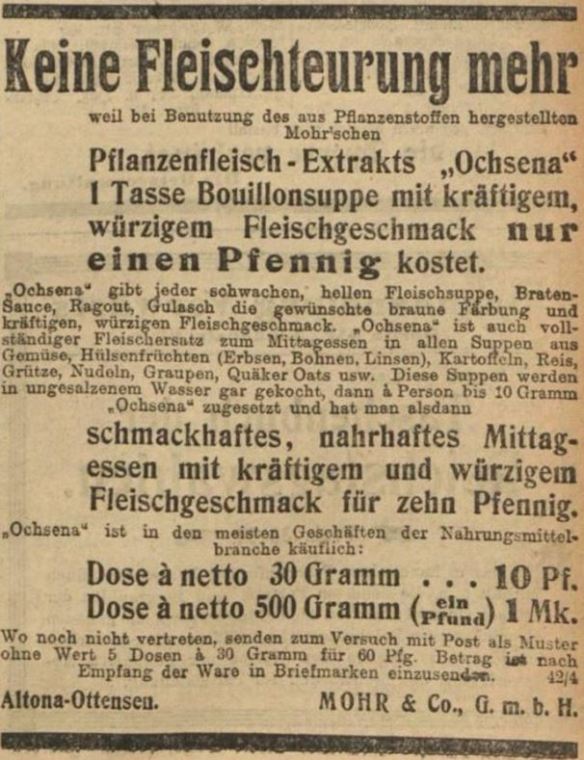 Keine Fleischteurung mehr
weil bei Benutzung des aus Pflanzenstoffen hergestellten
Mohr'schen
Pflanzenfleisch-Extrakts „Ochsena“
1 Tasse Bouillonsuppe mit kräftigem,
würzigem Fleischgeschmack nur
einen Pfennig kostet.
„Ochsena“ gibt jeder schwachen, hellen Fleischsuppe, Braten-
Sauce, Ragout, Gulasch die gewünschte braune Färbung und
kräftigen, würzigen Fleischgeschmack. „Ochsena“ ist auch voll-
ständiger Fleischersatz zum Mittagessen in allen Suppen aus
Gemüse, Hülsenfrüchten (Erbsen, Bohnen, Linsen), Kartoffeln, Reis,
Grütze, Nudeln, Graupen, Quäker Oats usw. Diese Suppen werden
in ungesalzenem Wasser gar gekocht, dann à Person bis 10 Gramm
„Ochsena“ zugesetzt und hat man alsdann
schmackhaftes, nahrhaftes Mittag-
essen mit kräftigem und würzigem
Fleischgeschmack für zehn Pfennig.
„Ochsena“ ist in den meisten Geschäften der Nahrungsmittel-
branche käuflich:
Dose à netto 30 Gramm . . . 10 Pf.
Dose à netto 500 Gramm (ein Pfund) 1 Mk.
Wo noch nicht vertreten, senden zum Versuch mit Post als Muster
ohne Wert 5 Dosen à 30 Gramm für 60 Pfg. Betrag ist nach
Empfang der Ware in Briefmarken einzusenden. 42/4
Altona-Ottensen. MOHR & Co., G. m. b. H.